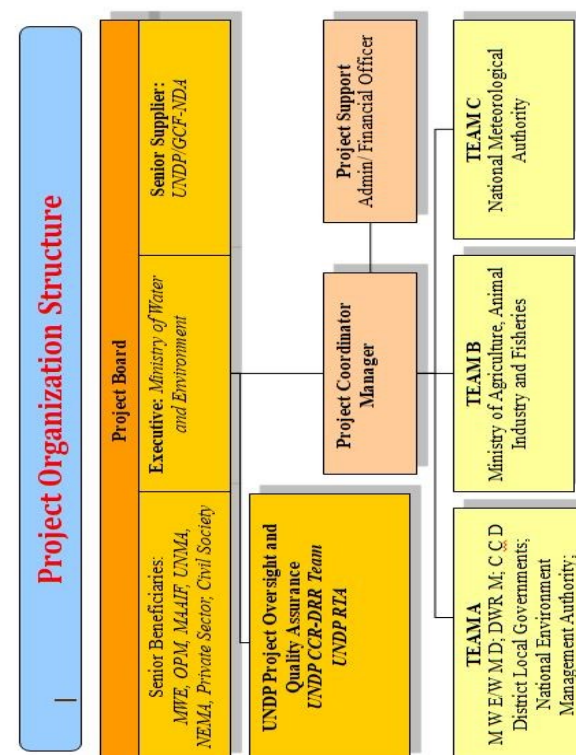 Project Organization Structure
Project Board
Senior Beneficiaries:
MWE, OPM, MAAIF, UNMA,
NEMA, Private Sector, Civil Society
Executive: Ministry of Water
and Environment
Senior Supplier:
UNDP/GCF-NDA
UNDP Project Oversight and
Quality Assurance
UNDP CCR-DRR Team
UNDP RTA
Project Coordinator
Manager
Project Support
Admin/ Financial Officer
TEAM A
M W E/W M D; DWR M; C C D
District Local Governments;
National Environment
Management Authority;
TEAM B
Ministry of Agriculture, Animal
Industry and Fisheries
TEAM C
National Meteorological
Authority